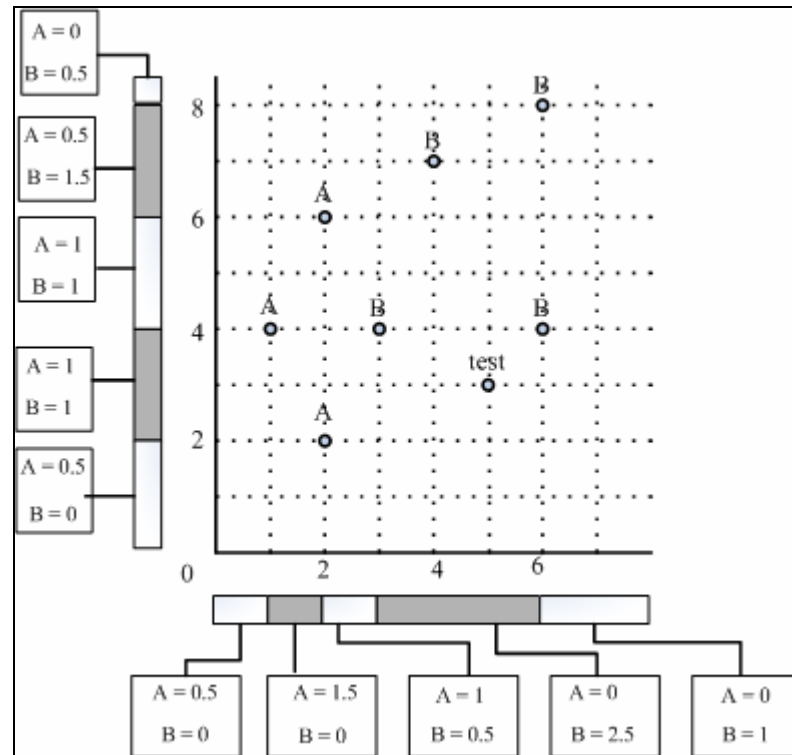 A = 0
B = 0.5
A = 0.5
B = 1.5
A = 1
B = 1
A = 1
B = 1
A = 0.5
B = 0
8
6
4
2
0
2
4
6
B
B
A
A
B
B
test
A
A = 0.5
B = 0
A = 1.5
B = 0
A = 1
B = 0.5
A = 0
B = 2.5
A = 0
B = 1